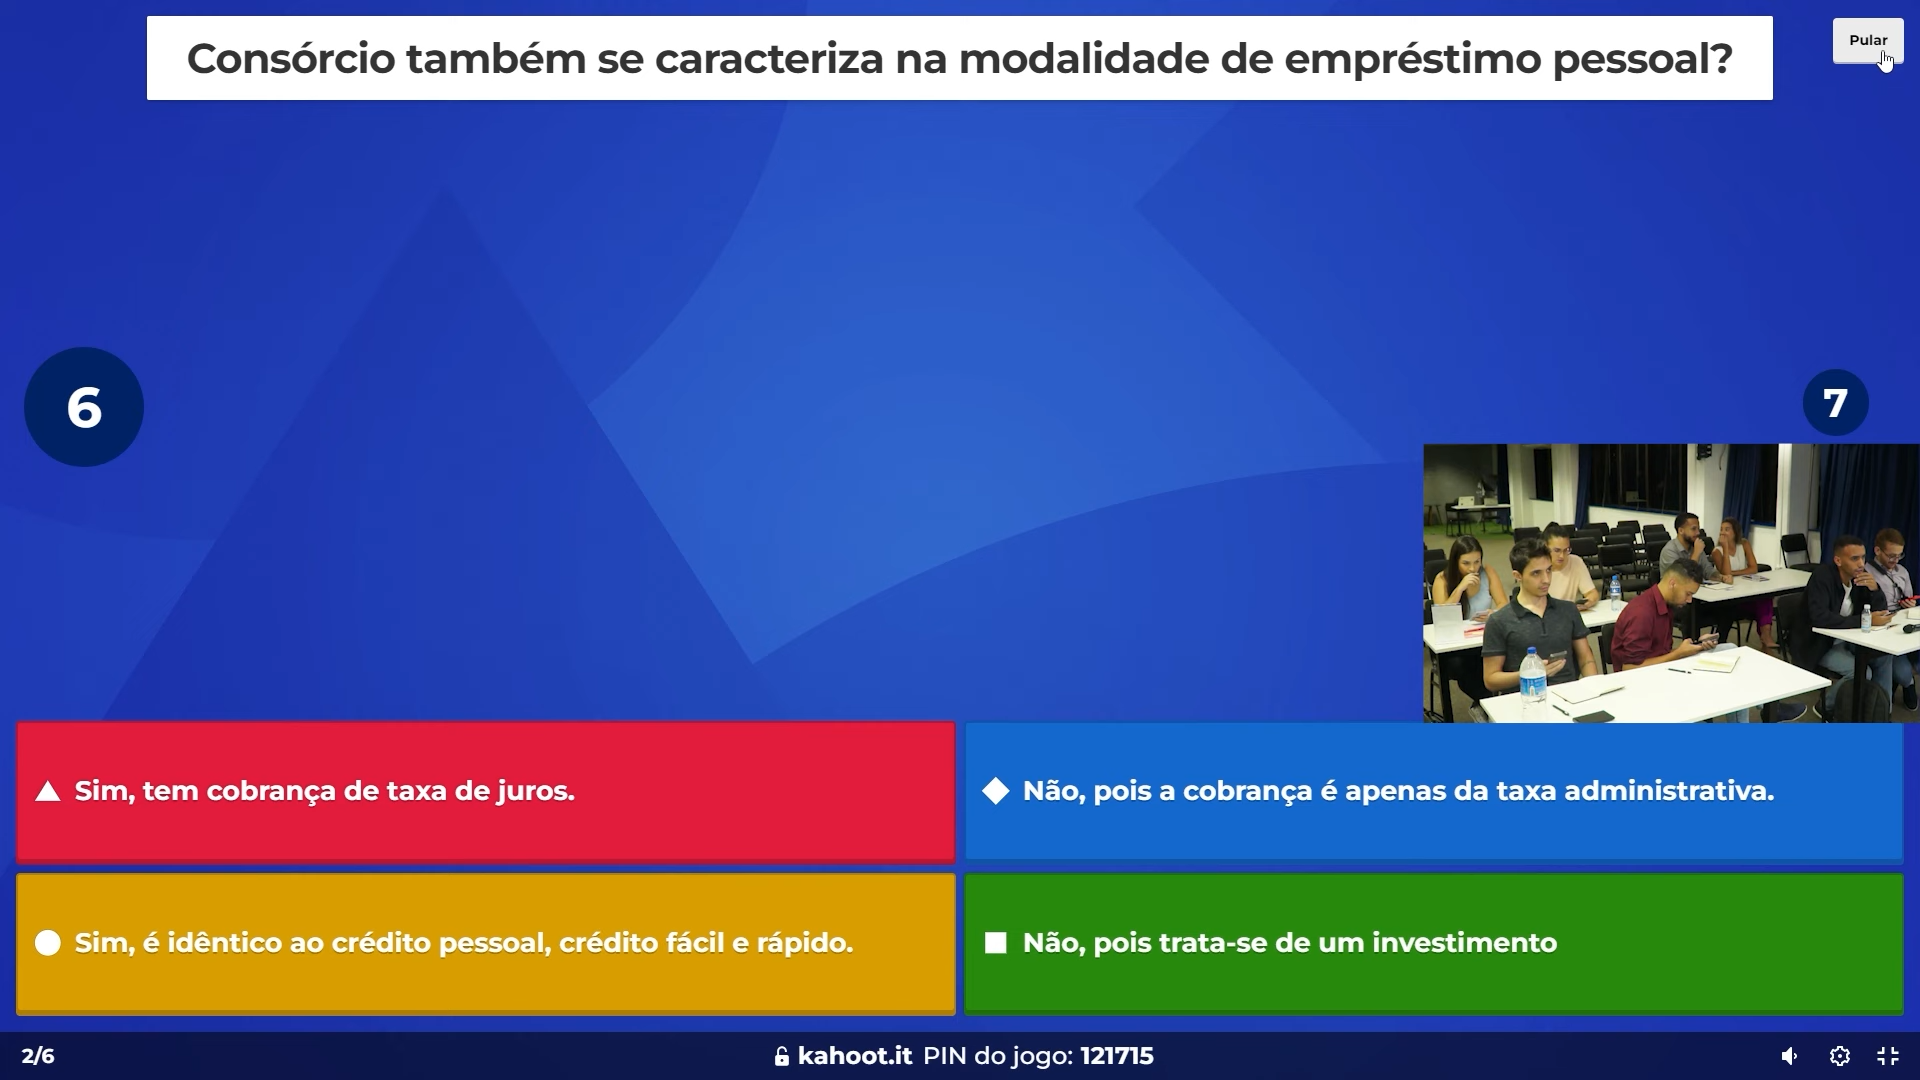 Consórcio também se caracteriza na modalidade de empréstimo pessoal?
Pular
6
7
Sim, tem cobrança de taxa de juros.
Não, pois a cobrança é apenas da taxa administrativa.
Sim, é idêntico ao crédito pessoal, crédito fácil e rápido.
Não, pois trata-se de um investimento
2/6
kahoot.it PIN do jogo: 121715